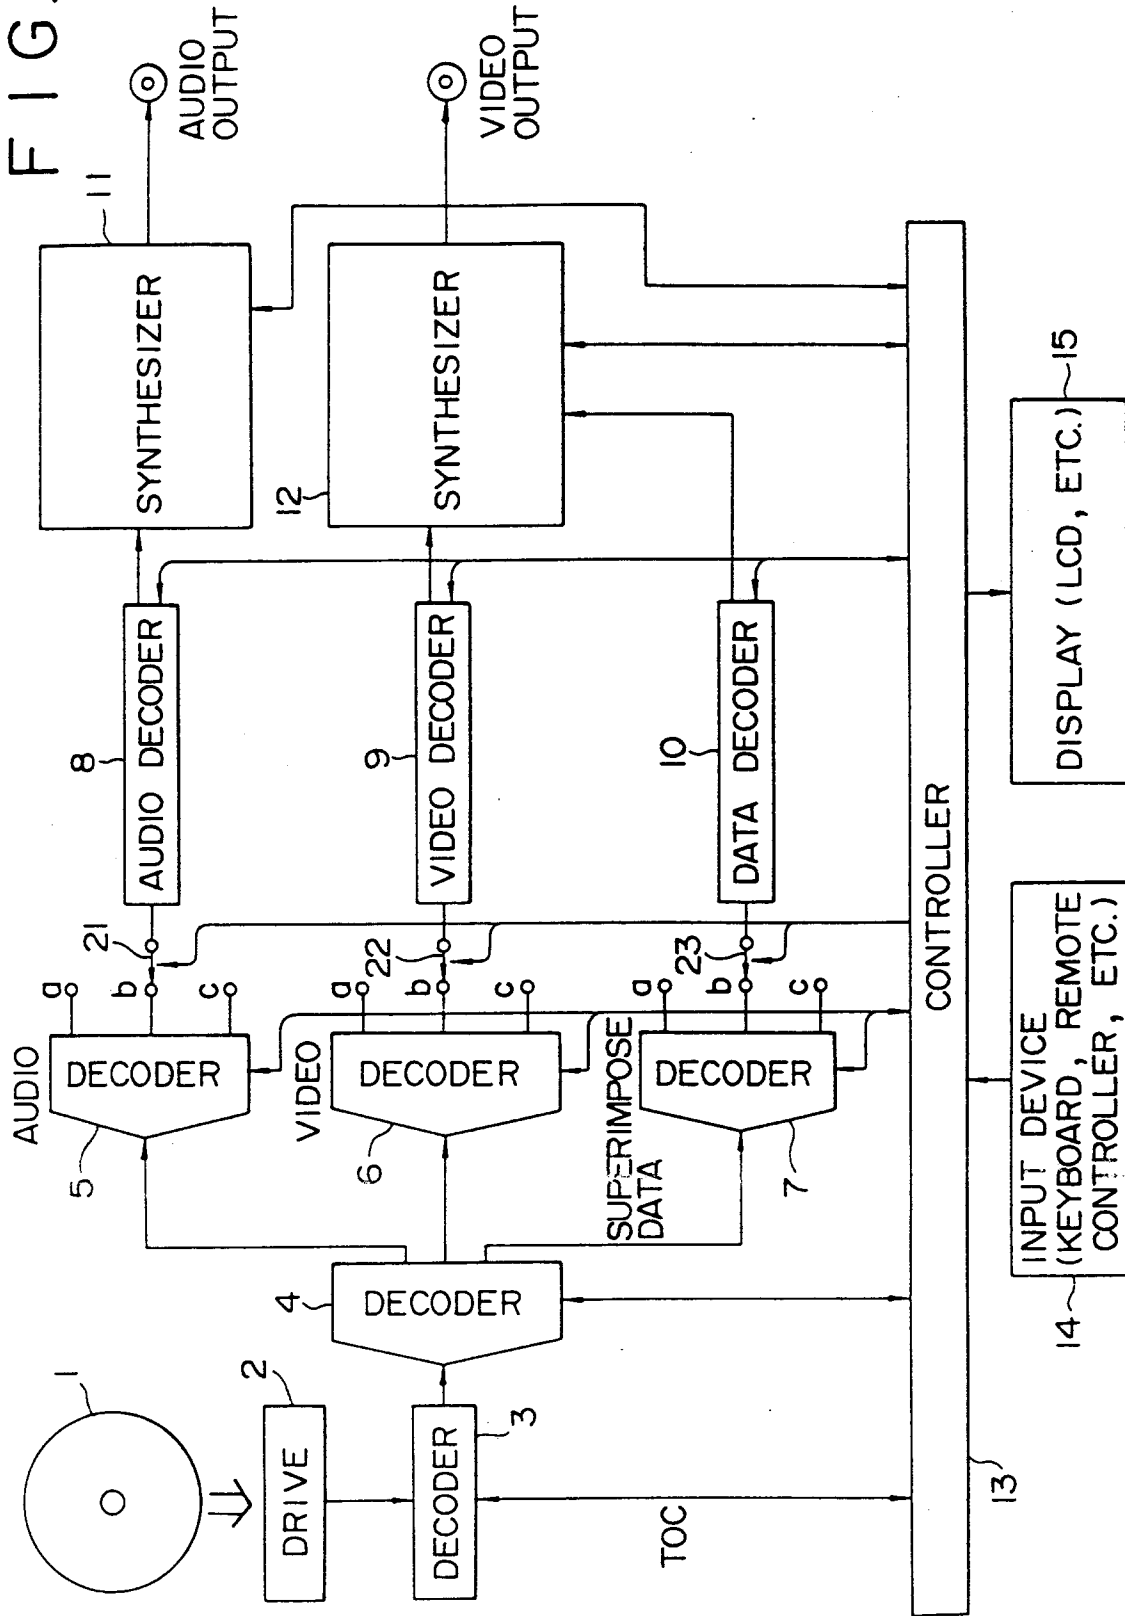 FIG.
1
2
DRIVE
3
DECODER
TOC
4
DECODER
AUDIO
5
DECODER
a
b
c
21
8
AUDIO DECODER
11
SYNTHESIZER
AUDIO
OUTPUT
VIDEO
6
DECODER
a
b
c
22
9
VIDEO DECODER
12
SYNTHESIZER
VIDEO
OUTPUT
SUPERIMPOSE
DATA
7
DECODER
a
b
c
23
10
DATA DECODER
CONTROLLER
13
14
INPUT DEVICE
(KEYBOARD, REMOTE
CONTROLLER, ETC.)
15
DISPLAY (LCD, ETC.)